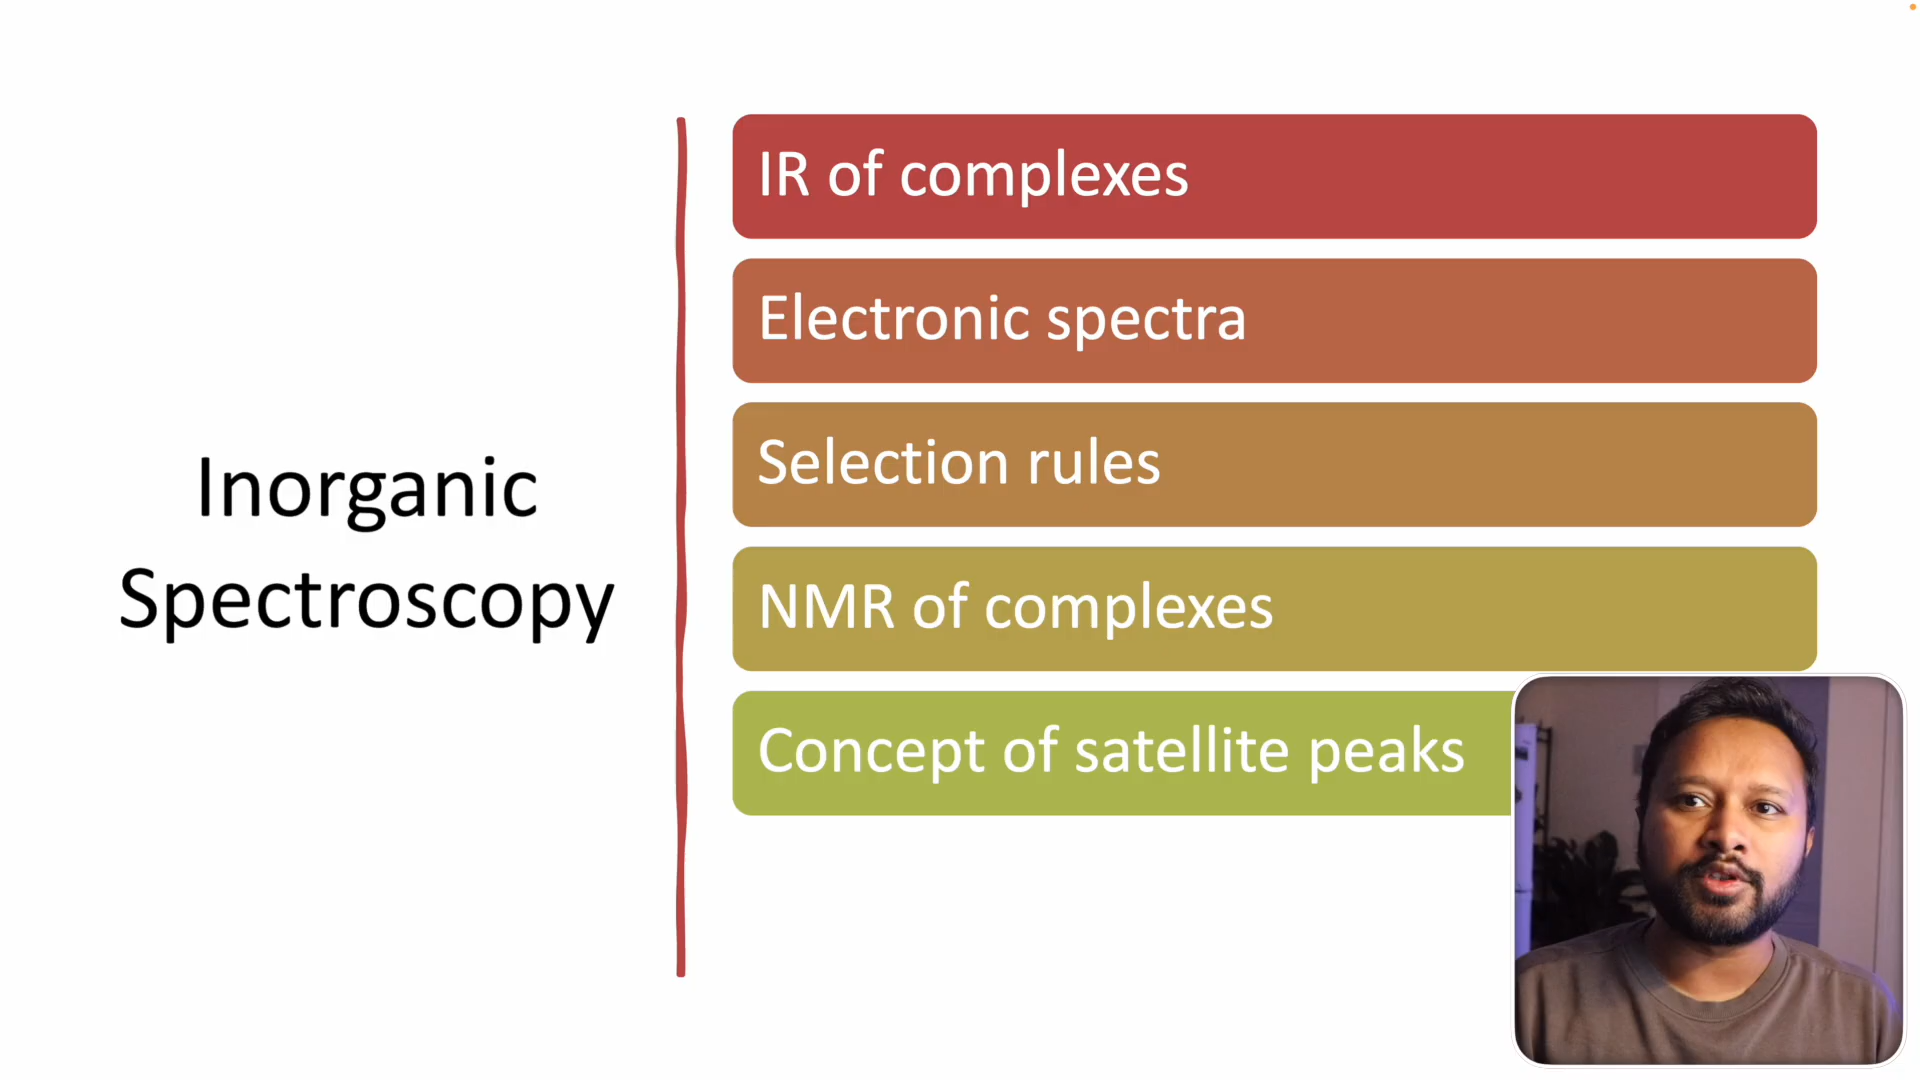 Inorganic
Spectroscopy
IR of complexes
Electronic spectra
Selection rules
NMR of complexes
Concept of satellite peaks